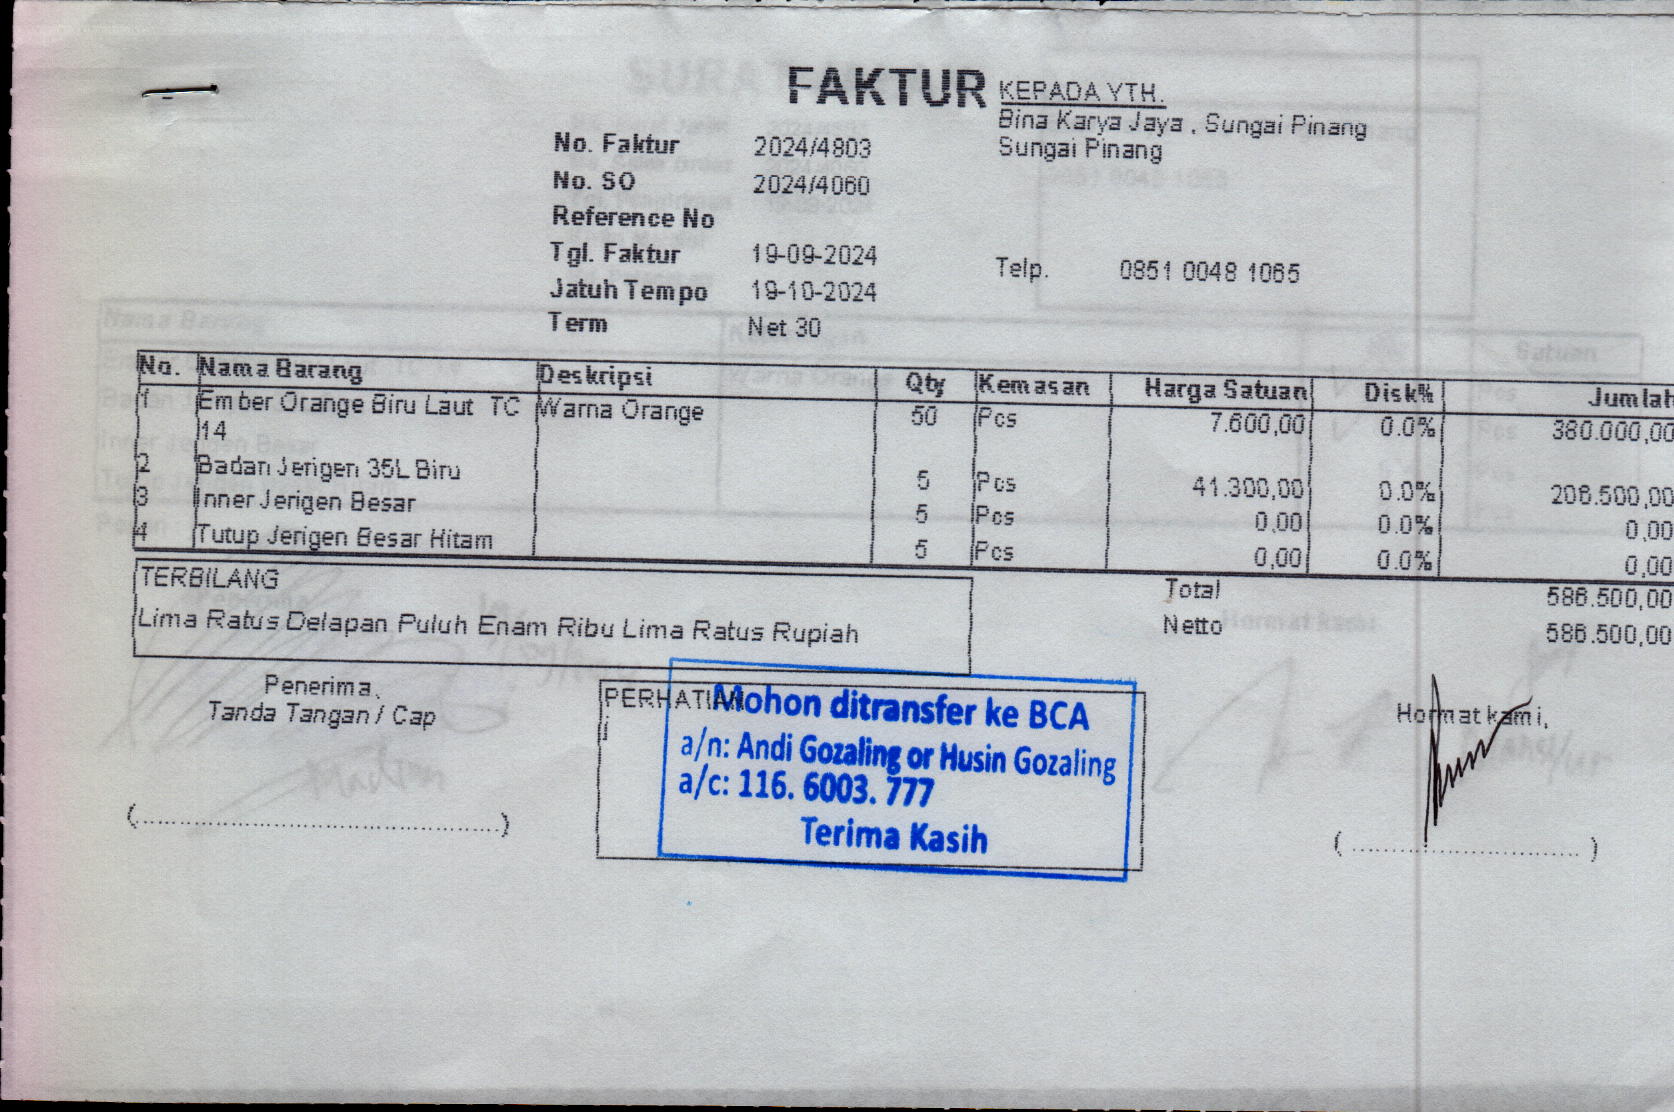 FAKTUR
KEPADA YTH.
Bina Karya Jaya , Sungai Pinang
Sungai Pinang
No. Faktur 2024/4803
No. SO 2024/4060
Reference No
Tgl. Faktur 19-09-2024
Telp. 0851 0048 1065
Jatuh Tempo 19-10-2024
Term Net 30
No. Nama Barang Deskripsi Qty Kemasan Harga Satuan Disk% Jumlah
1 Ember Orange Biru Laut TC Warna Orange 50 Pcs 7.600,00 0.0% 380.000,00
14
2 Badan Jerigen 35L Biru 5 Pcs 41.300,00 0.0% 206.500,00
3 Inner Jerigen Besar 5 Pcs 0,00 0.0% 0,00
4 Tutup Jerigen Besar Hitam 5 Pcs 0,00 0.0% 0,00
TERBILANG
Lima Ratus Delapan Puluh Enam Ribu Lima Ratus Rupiah
Total 586.500,00
Netto 586.500,00
Penerima,
Tanda Tangan / Cap
(..........................................)
PERHATIAN
i
Mohon ditransfer ke BCA
a/n: Andi Gozaling or Husin Gozaling
a/c: 116. 6003. 777
Terima Kasih
Hormat kami,
( .......................................... )